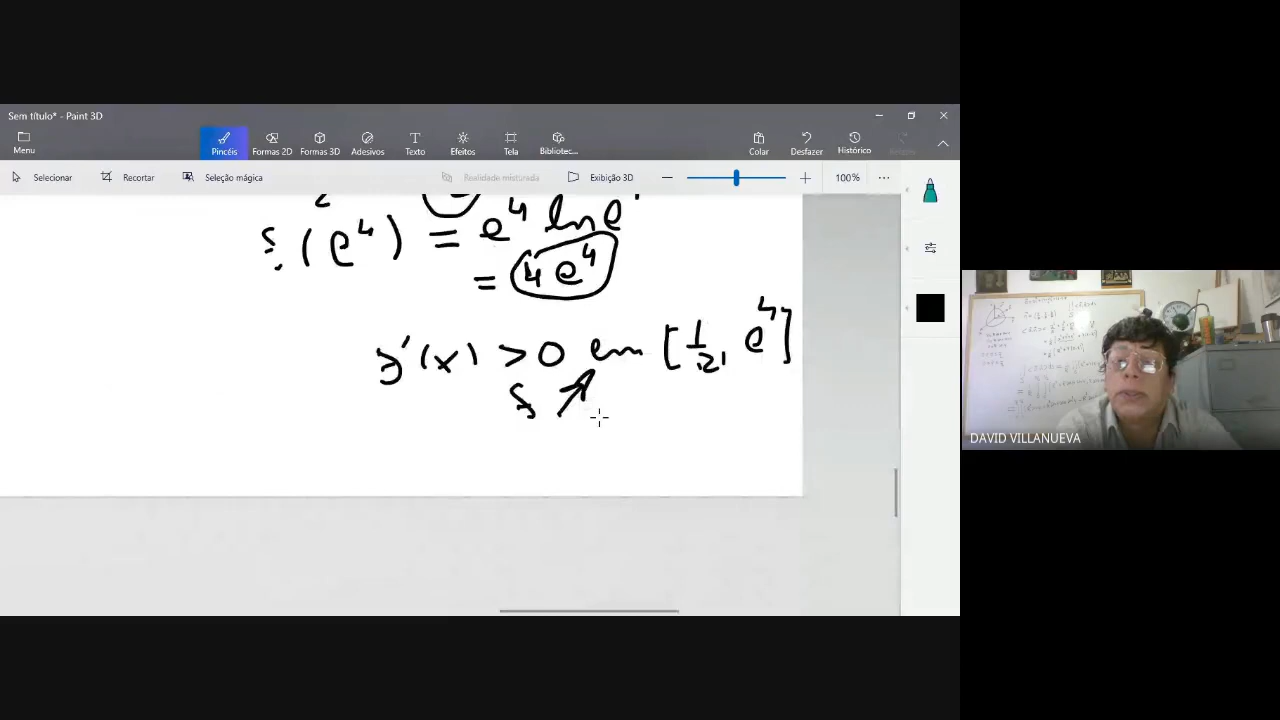 Sem título* - Paint 3D
Menu
Pincéis
Formas 2D
Formas 3D
Adesivos
Texto
Efeitos
Tela
Bibliotec...
Colar
Desfazer
Histórico
Selecionar
Recortar
Seleção mágica
Realidade misturada
Exibição 3D
100%
f(e⁴) = e⁴ ln e
= 4e⁴
f'(x) > 0 em [1/2, e⁴]
f ↗
DAVID VILLANUEVA